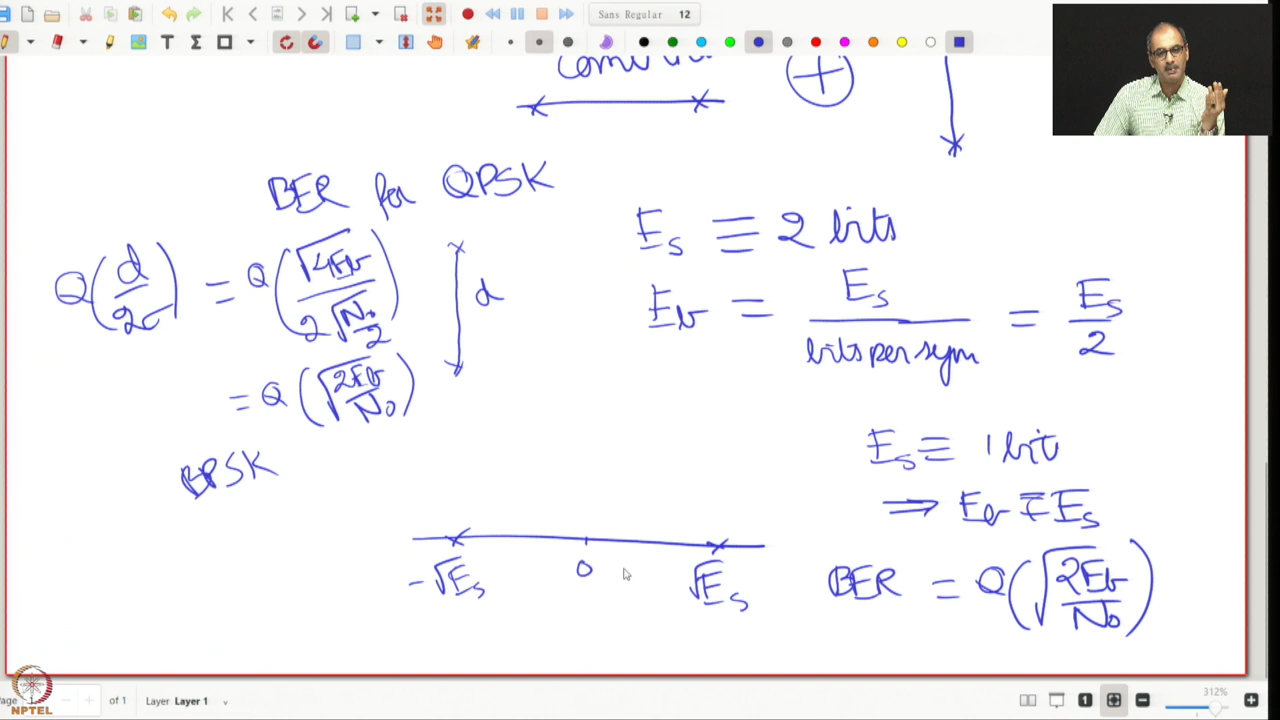 Sans Regular 12
BER for QPSK
Q(d/2σ) = Q(√4Eb / 2√(N₀/2))
= Q(√(2Eb/N₀))
d
Es ≡ 2 bits
Eb = Es / bits per sym = Es/2
BPSK
Es ≡ 1 bit
⇒ Eb = Es
-√Es 0 √Es
BER = Q(√(2Eb/N₀))
NPTEL
Page 1 of 1 Layer Layer 1 312%